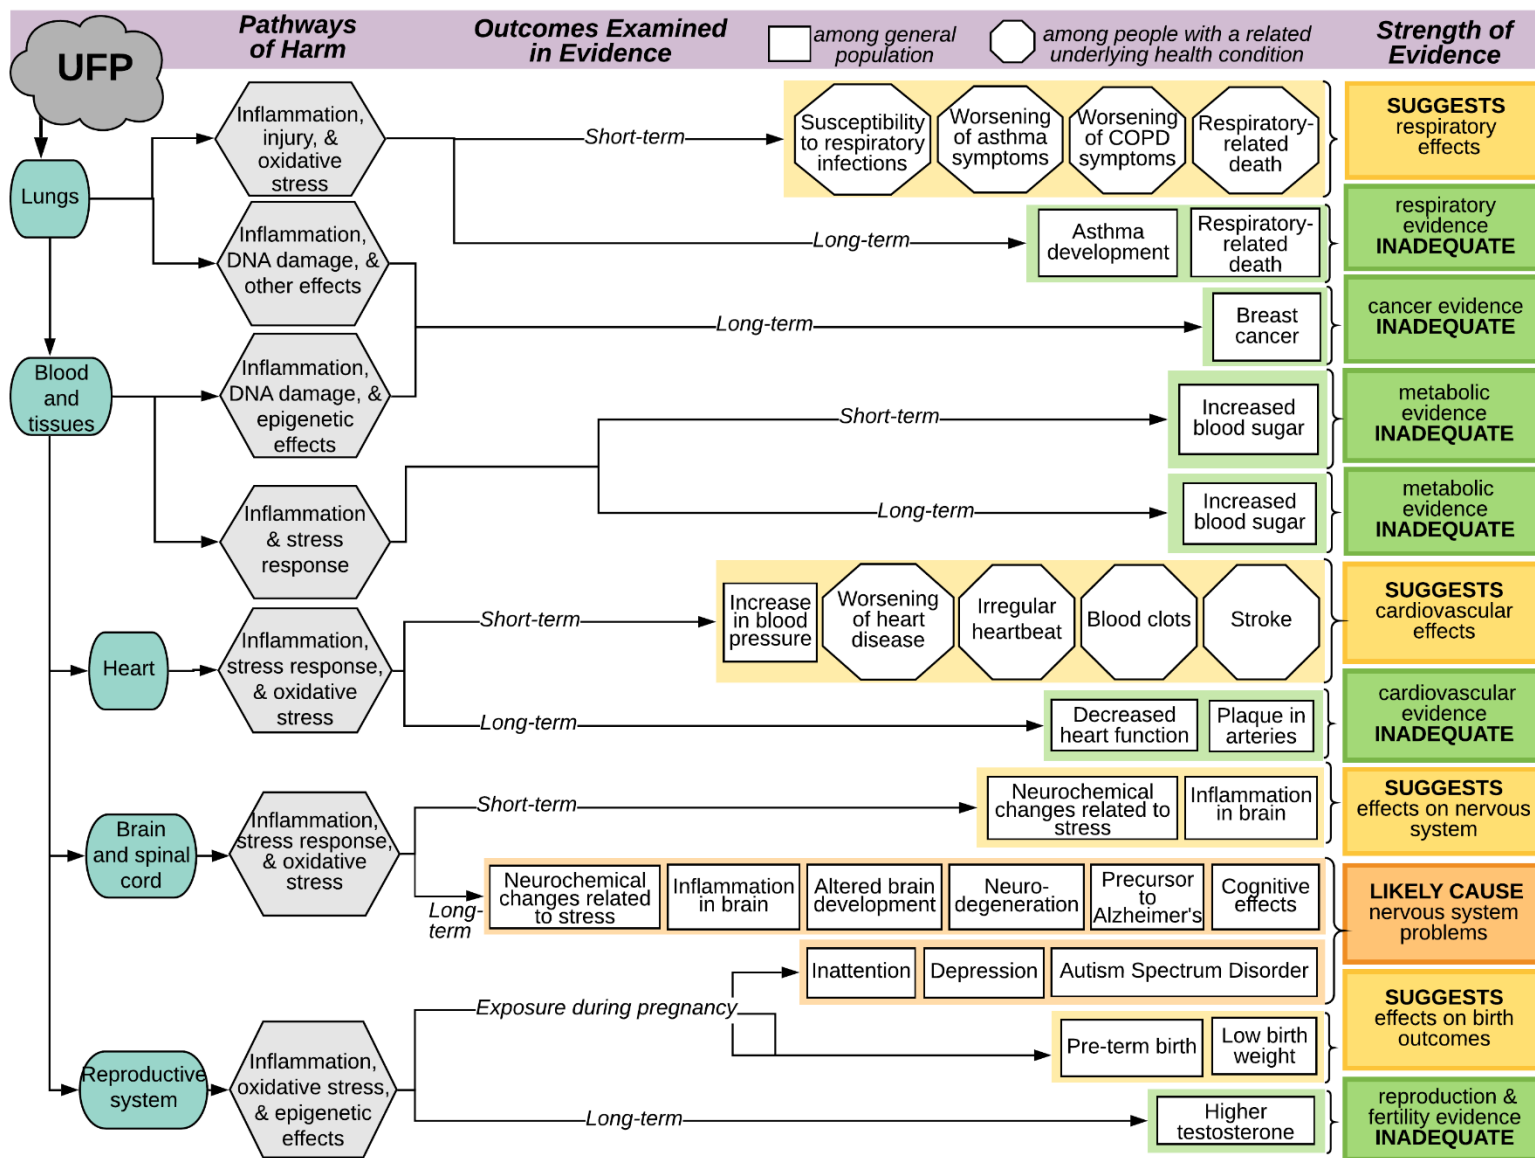 UFP
Pathways
of Harm
Outcomes Examined
in Evidence
among general
population
among people with a related
underlying health condition
Strength of
Evidence
Lungs
Inflammation,
injury, &
oxidative
stress
Short-term
Susceptibility
to respiratory
infections
Worsening
of asthma
symptoms
Worsening
of COPD
symptoms
Respiratory-
related
death
SUGGESTS
respiratory
effects
Long-term
Asthma
development
Respiratory-
related
death
respiratory
evidence
INADEQUATE
Inflammation,
DNA damage, &
other effects
Long-term
Breast
cancer
cancer evidence
INADEQUATE
Blood
and
tissues
Inflammation,
DNA damage, &
epigenetic
effects
Short-term
Increased
blood sugar
metabolic
evidence
INADEQUATE
Inflammation
& stress
response
Long-term
Increased
blood sugar
metabolic
evidence
INADEQUATE
Heart
Inflammation,
stress response,
& oxidative
stress
Short-term
Increase
in blood
pressure
Worsening
of heart
disease
Irregular
heartbeat
Blood clots
Stroke
SUGGESTS
cardiovascular
effects
Long-term
Decreased
heart function
Plaque in
arteries
cardiovascular
evidence
INADEQUATE
Brain
and spinal
cord
Inflammation,
stress response,
& oxidative
stress
Short-term
Neurochemical
changes related to
stress
Inflammation
in brain
SUGGESTS
effects on nervous
system
Long-
term
Neurochemical
changes related
to stress
Inflammation
in brain
Altered brain
development
Neuro-
degeneration
Precursor
to
Alzheimer's
Cognitive
effects
LIKELY CAUSE
nervous system
problems
Reproductive
system
Inflammation,
oxidative stress,
& epigenetic
effects
Exposure during pregnancy
Inattention
Depression
Autism Spectrum Disorder
Pre-term birth
Low birth
weight
SUGGESTS
effects on birth
outcomes
Long-term
Higher
testosterone
reproduction &
fertility evidence
INADEQUATE